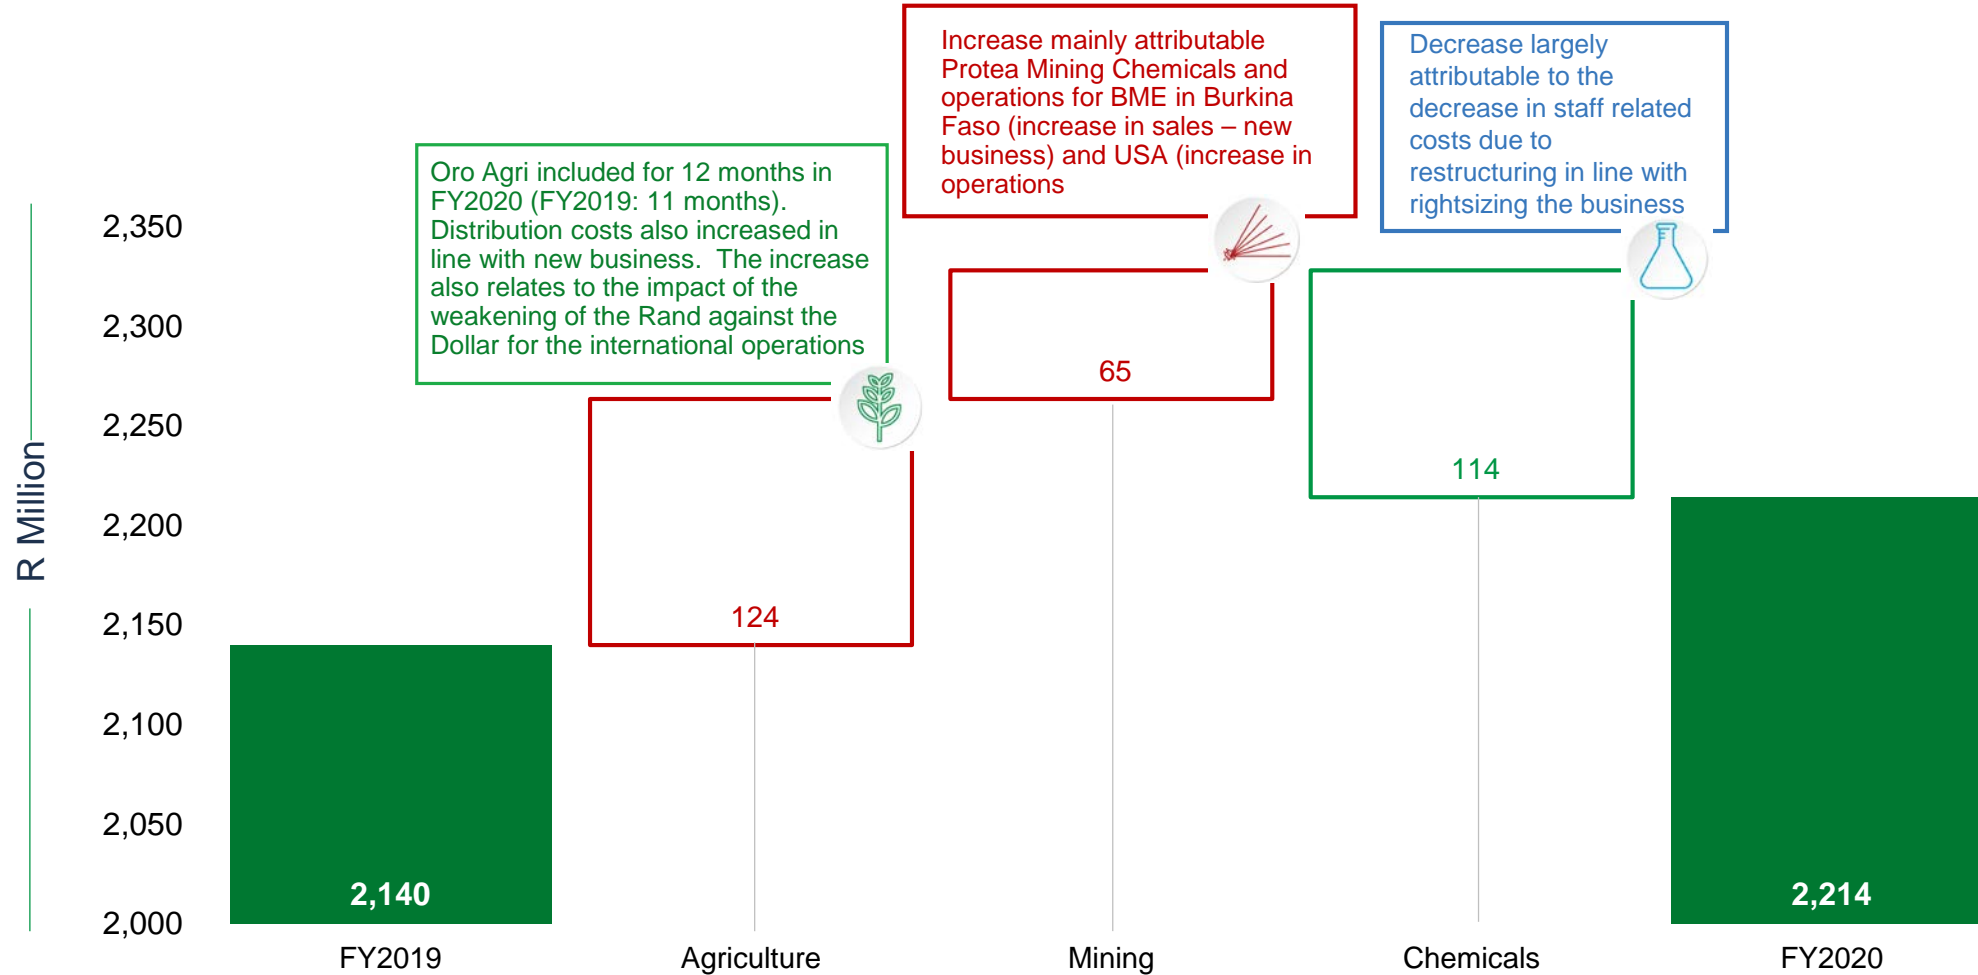 Increase mainly attributable
Protea Mining Chemicals and
operations for BME in Burkina
Faso (increase in sales – new
business) and USA (increase in
operations
Decrease largely
attributable to the
decrease in staff related
costs due to
restructuring in line with
rightsizing the business
Oro Agri included for 12 months in
FY2020 (FY2019: 11 months).
Distribution costs also increased in
line with new business.  The increase
also relates to the impact of the
weakening of the Rand against the
Dollar for the international operations
R Million
2,350
2,300
2,250
2,200
2,150
2,100
2,050
2,000
2,140
124
65
114
2,214
FY2019
Agriculture
Mining
Chemicals
FY2020